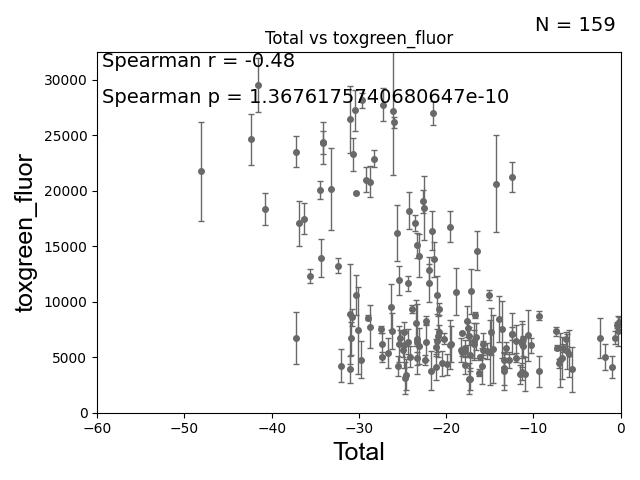 N = 159
Total vs toxgreen_fluor
Spearman r = -0.48
Spearman p = 1.3676175740680647e-10
toxgreen_fluor
30000
25000
20000
15000
10000
5000
0
−60 −50 −40 −30 −20 −10 0
Total